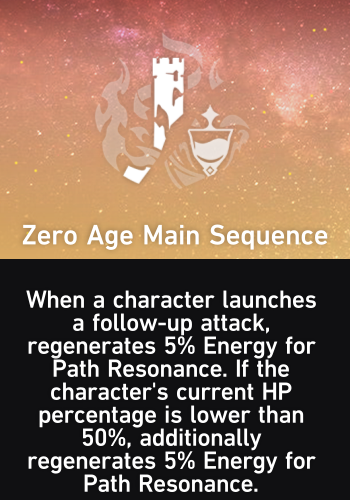 Zero Age Main Sequence
When a character launches
a follow-up attack,
regenerates 5% Energy for
Path Resonance. If the
character's current HP
percentage is lower than
50%, additionally
regenerates 5% Energy for
Path Resonance.